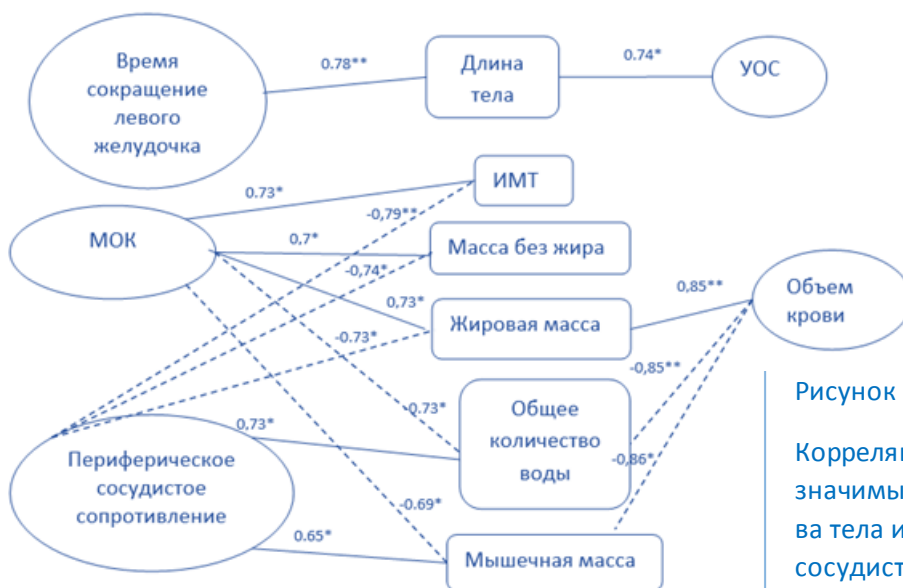 Время
сокращение
левого
желудочка
0.78**
Длина
тела
0.74*
УОС
0.73*
ИМТ
-0,79**
МОК
0,7*
Масса без жира
-0,74*
0,73*
Жировая масса
0,85**
Объем
крови
-0.73*
-0,85**
-0.73*
Общее
количество
воды
0,73*
-0,86*
Периферическое
сосудистое
сопротивление
-0.69*
0.65*
Мышечная масса
Рисунок
Корреля
значимы
ва тела и
сосудист